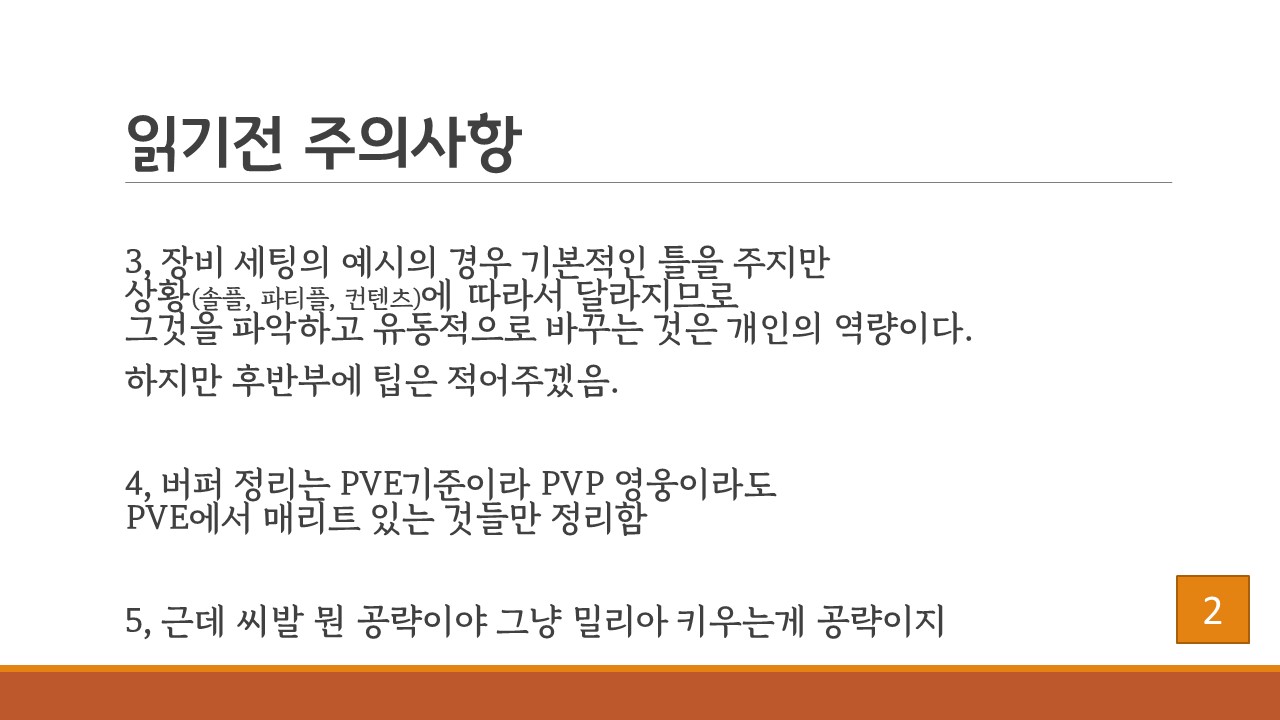 읽기전 주의사항
3, 장비 세팅의 예시의 경우 기본적인 틀을 주지만
상황(솔플, 파티플, 컨텐츠)에 따라서 달라지므로
그것을 파악하고 유동적으로 바꾸는 것은 개인의 역량이다.
하지만 후반부에 팁은 적어주겠음.
4, 버퍼 정리는 PVE기준이라 PVP 영웅이라도
PVE에서 매리트 있는 것들만 정리함
5, 근데 씨발 뭔 공략이야 그냥 밀리아 키우는게 공략이지
2